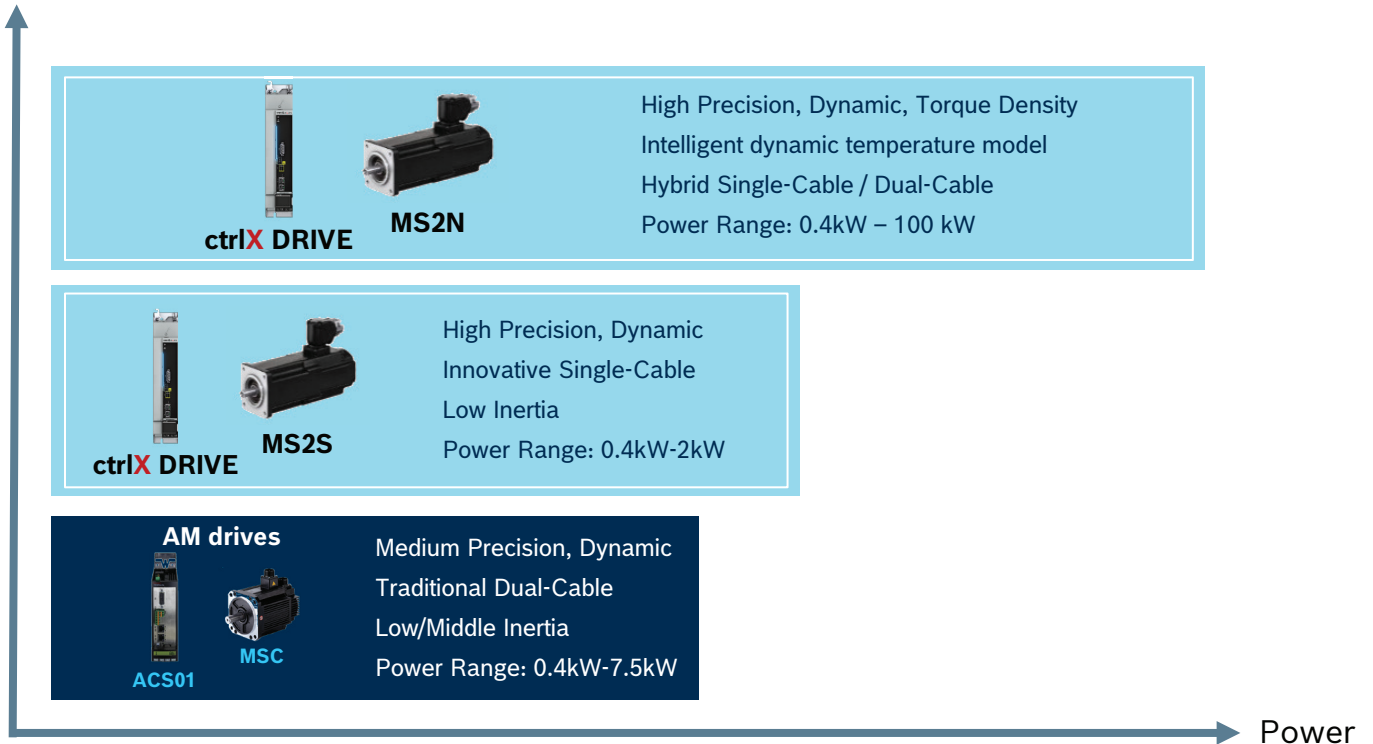 High Precision, Dynamic, Torque Density
Intelligent dynamic temperature model
Hybrid Single-Cable / Dual-Cable
Power Range: 0.4kW – 100 kW
MS2N
ctrlX DRIVE
High Precision, Dynamic
Innovative Single-Cable
Low Inertia
Power Range: 0.4kW-2kW
MS2S
ctrlX DRIVE
AM drives
Medium Precision, Dynamic
Traditional Dual-Cable
Low/Middle Inertia
Power Range: 0.4kW-7.5kW
MSC
ACS01
Power